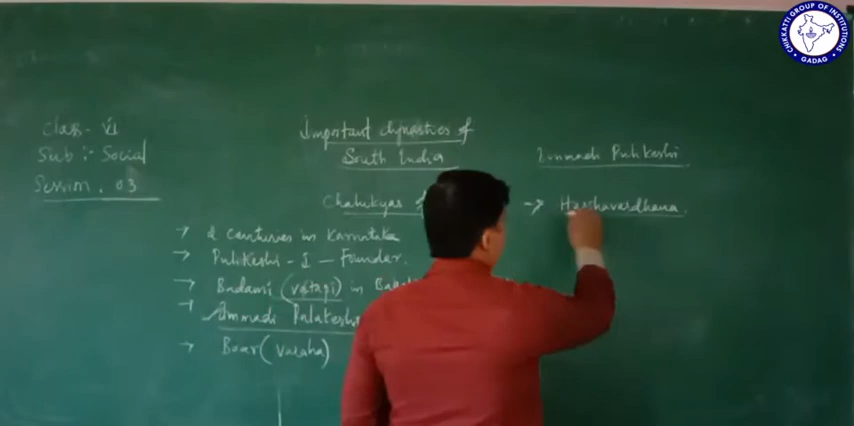 CHIKKATTI GROUP OF INSTITUTIONS
GADAG
Class - VI
Sub :- Social
Session . 03
Important dynasties of
South India
Chalukyas
→ 2 centuries in Karnataka
→ Pulikeshi - I - Founder.
→ Badami (vatapi) in
→ Immadi Pulakeshi
→ Boar (varaha)
Immadi Pulikeshi
→ Harshavardhana